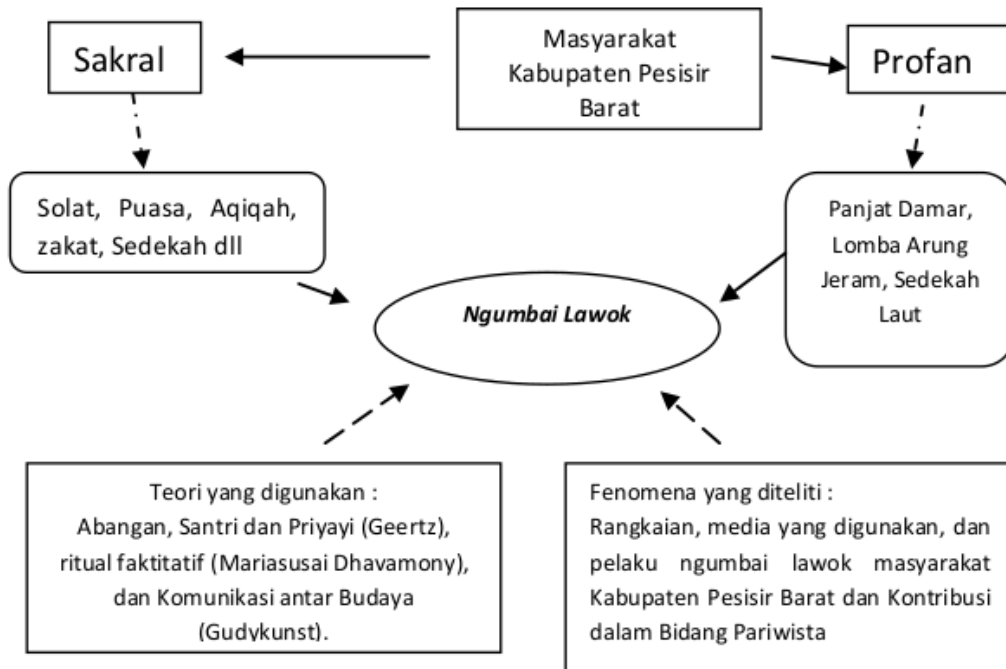 Sakral
Masyarakat
Kabupaten Pesisir
Barat
Profan
Solat, Puasa, Aqiqah,
zakat, Sedekah dll
Panjat Damar,
Lomba Arung
Jeram, Sedekah
Laut
Ngumbai Lawok
Teori yang digunakan :
Abangan, Santri dan Priyayi (Geertz),
ritual faktitatif (Mariasusai Dhavamony),
dan Komunikasi antar Budaya
(Gudykunst).
Fenomena yang diteliti :
Rangkaian, media yang digunakan, dan
pelaku ngumbai lawok masyarakat
Kabupaten Pesisir Barat dan Kontribusi
dalam Bidang Pariwista